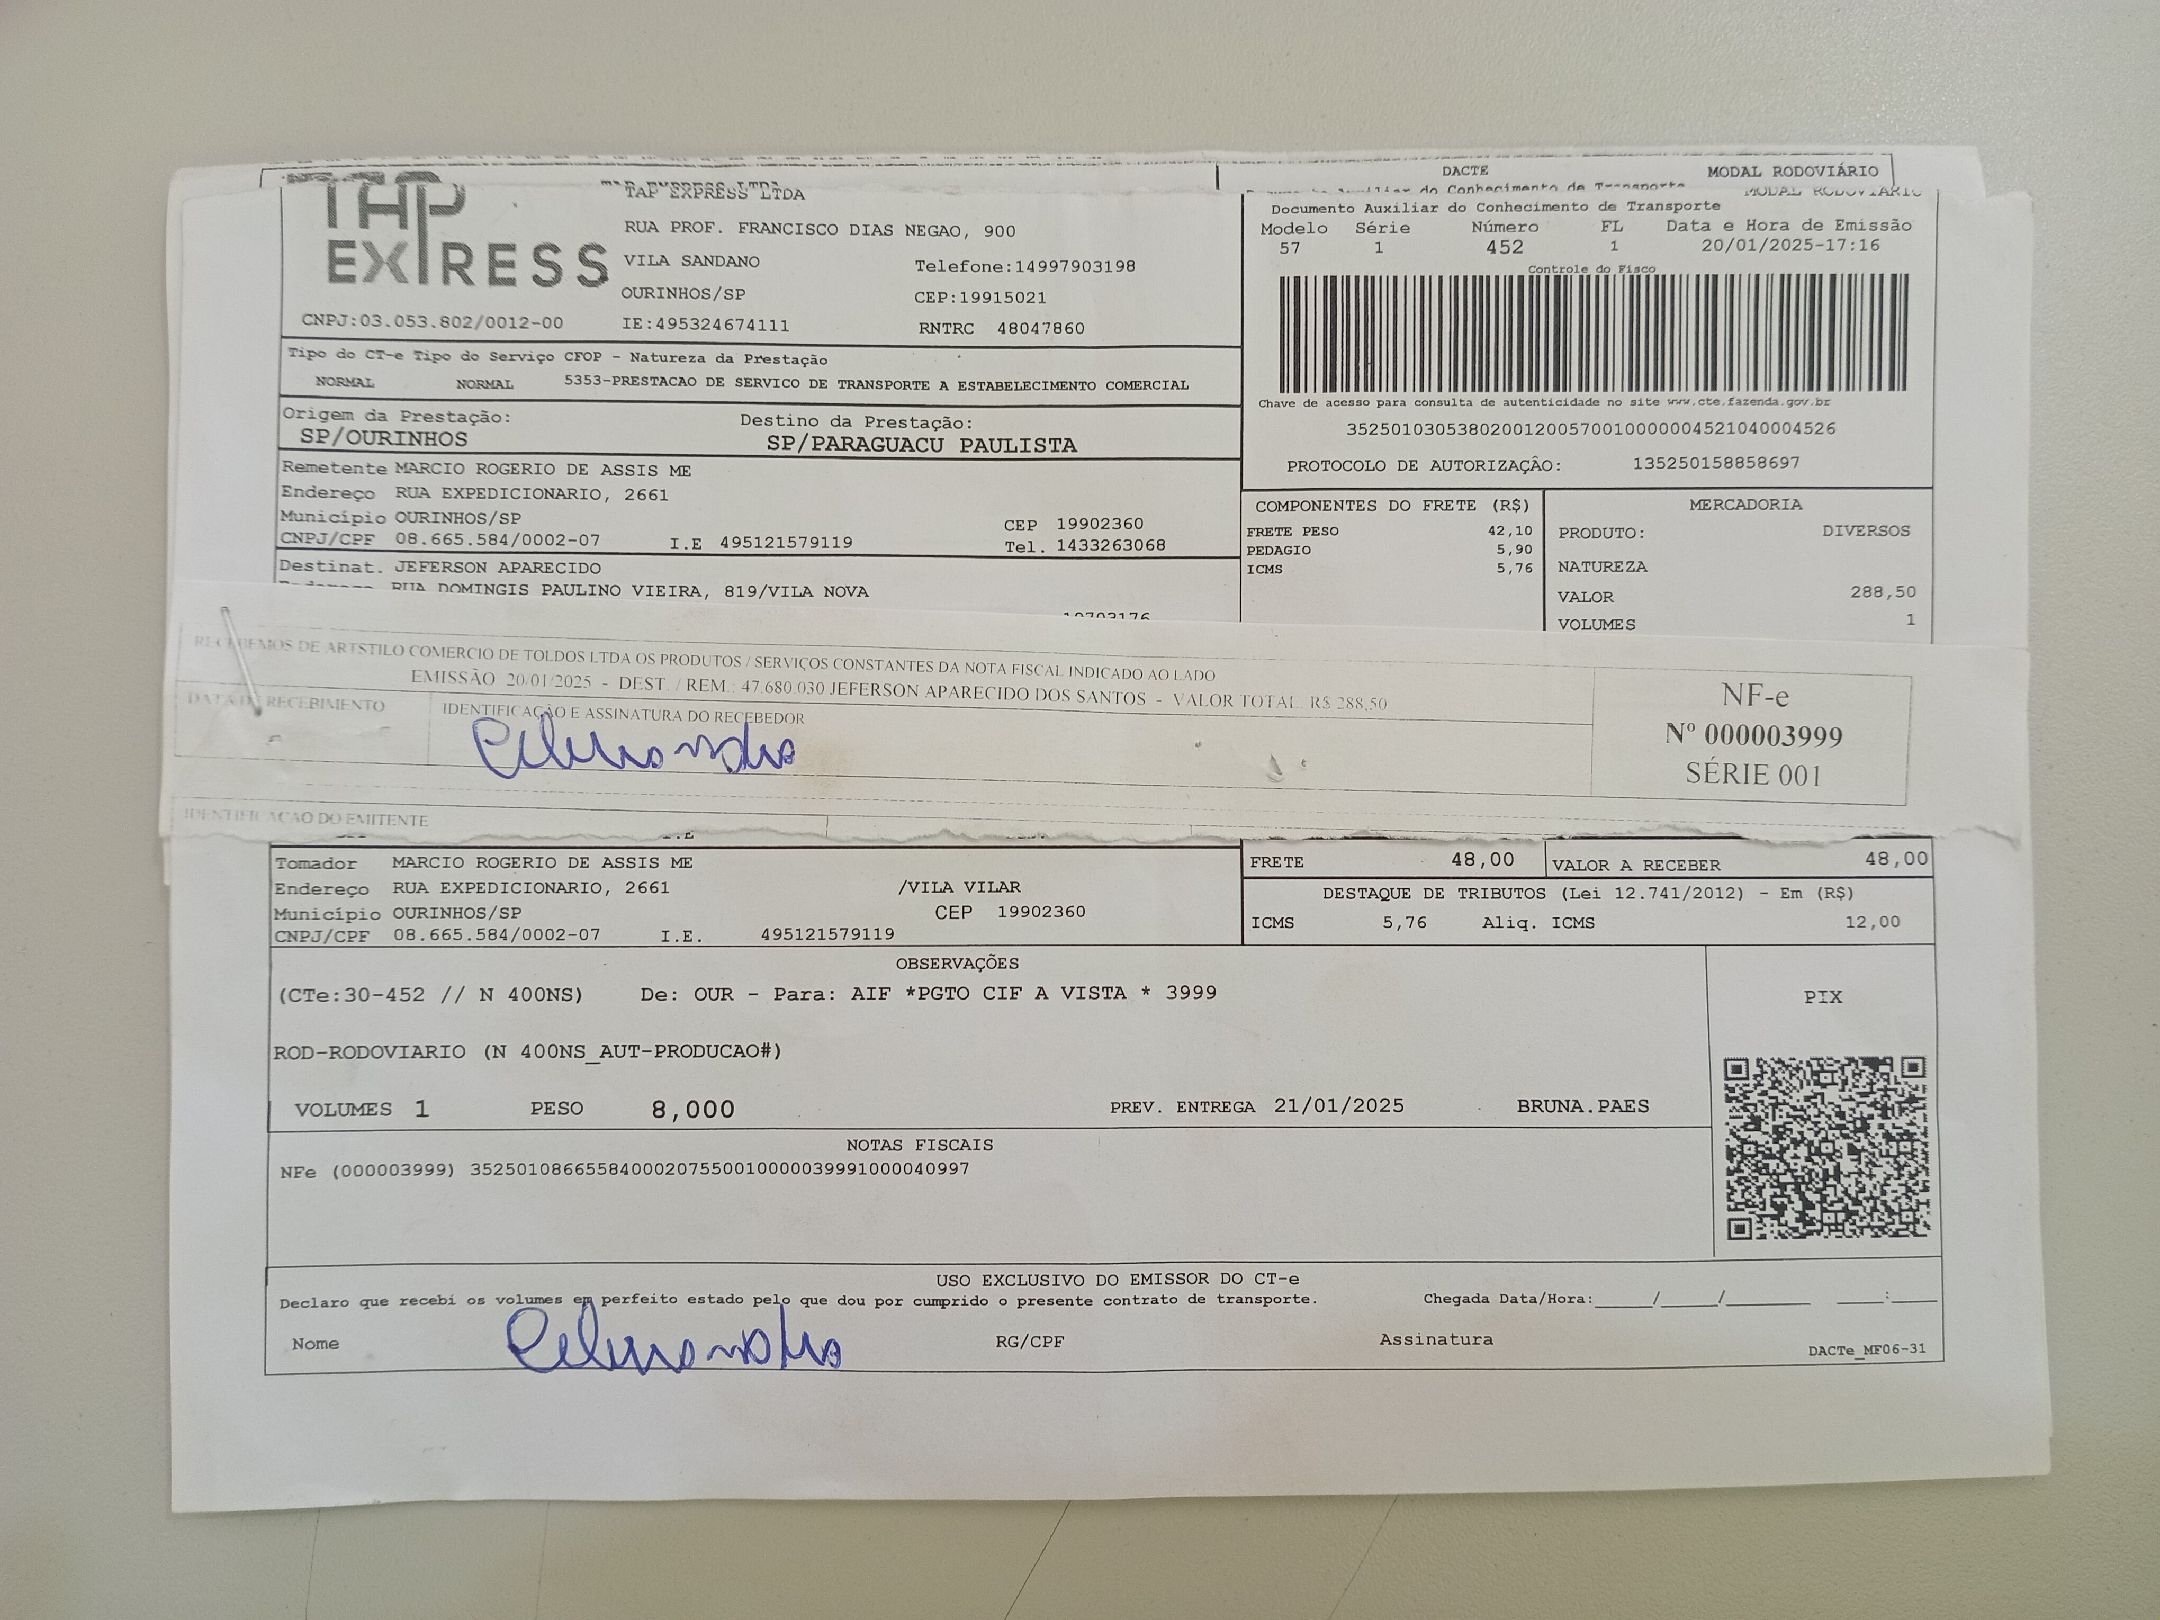 DACTE MODAL RODOVIÁRIO
TAP EXPRESS
TAP EXPRESS LTDA
RUA PROF. FRANCISCO DIAS NEGAO, 900
VILA SANDANO Telefone:14997903198
OURINHOS/SP CEP:19915021
CNPJ:03.053.802/0012-00 IE:495324674111 RNTRC 48047860
Documento Auxiliar do Conhecimento de Transporte
Modelo Série Número FL Data e Hora de Emissão
57 1 452 1 20/01/2025-17:16
Controle do Fisco
Chave de acesso para consulta de autenticidade no site www.cte.fazenda.gov.br
35250103053802001200570010000004521040004526
PROTOCOLO DE AUTORIZAÇÃO: 135250158858697
Tipo do CT-e Tipo do Serviço CFOP - Natureza da Prestação
NORMAL NORMAL 5353-PRESTACAO DE SERVICO DE TRANSPORTE A ESTABELECIMENTO COMERCIAL
Origem da Prestação: Destino da Prestação:
SP/OURINHOS SP/PARAGUACU PAULISTA
Remetente MARCIO ROGERIO DE ASSIS ME
Endereço RUA EXPEDICIONARIO, 2661
Município OURINHOS/SP CEP 19902360
CNPJ/CPF 08.665.584/0002-07 I.E 495121579119 Tel. 1433263068
Destinat. JEFERSON APARECIDO
RUA DOMINGIS PAULINO VIEIRA, 819/VILA NOVA
COMPONENTES DO FRETE (R$)
FRETE PESO 42,10
PEDAGIO 5,90
ICMS 5,76
MERCADORIA
PRODUTO: DIVERSOS
NATUREZA
VALOR 288,50
VOLUMES 1
RECEBEMOS DE ARTSTILO COMERCIO DE TOLDOS LTDA OS PRODUTOS / SERVIÇOS CONSTANTES DA NOTA FISCAL INDICADO AO LADO
EMISSÃO 20/01/2025 - DEST. / REM.: 47.680.030 JEFERSON APARECIDO DOS SANTOS - VALOR TOTAL: R$ 288,50
DATA DE RECEBIMENTO IDENTIFICAÇÃO E ASSINATURA DO RECEBEDOR
NF-e
Nº 000003999
SÉRIE 001
IDENTIFICAÇAO DO EMITENTE
Tomador MARCIO ROGERIO DE ASSIS ME
Endereço RUA EXPEDICIONARIO, 2661 /VILA VILAR
Município OURINHOS/SP CEP 19902360
CNPJ/CPF 08.665.584/0002-07 I.E. 495121579119
FRETE 48,00 VALOR A RECEBER 48,00
DESTAQUE DE TRIBUTOS (Lei 12.741/2012) - Em (R$)
ICMS 5,76 Aliq. ICMS 12,00
OBSERVAÇÕES
(CTe:30-452 // N 400NS) De: OUR - Para: AIF *PGTO CIF A VISTA * 3999
ROD-RODOVIARIO (N 400NS_AUT-PRODUCAO#)
PIX
VOLUMES 1 PESO 8,000 PREV. ENTREGA 21/01/2025 BRUNA.PAES
NOTAS FISCAIS
NFe (000003999) 35250108665584000207550010000039991000040997
USO EXCLUSIVO DO EMISSOR DO CT-e
Declaro que recebi os volumes em perfeito estado pelo que dou por cumprido o presente contrato de transporte. Chegada Data/Hora:_____/_____/________ ____:____
Nome RG/CPF Assinatura
DACTe_MF06-31